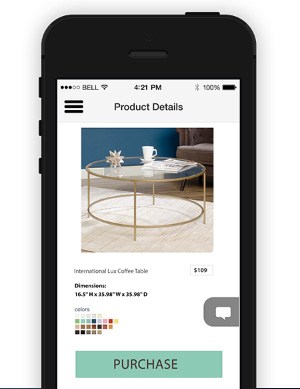 BELL 4:21 PM 100%
Product Details
International Lux Coffee Table $109
Dimensions:
16.5" H x 35.98" W x 35.98" D
colors
PURCHASE